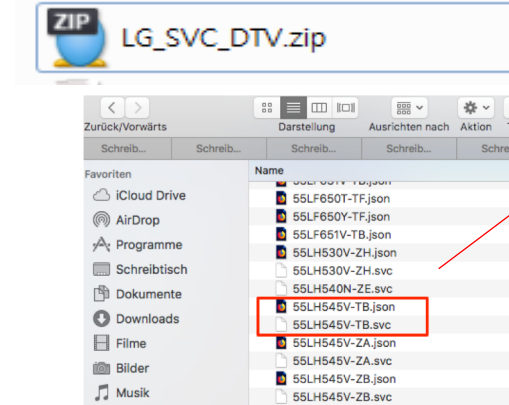 ZIP
LG_SVC_DTV.zip
Zurück/Vorwärts
Darstellung
Ausrichten nach
Aktion
Schreib...
Schreib...
Schreib...
Schreib...
Schre
Favoriten
Name
iCloud Drive
AirDrop
Programme
Schreibtisch
Dokumente
Downloads
Filme
Bilder
Musik
55LF650T-TF.json
55LF650Y-TF.json
55LF651V-TB.json
55LH530V-ZH.json
55LH530V-ZH.svc
55LH540N-ZE.svc
55LH545V-TB.json
55LH545V-TB.svc
55LH545V-ZA.json
55LH545V-ZA.svc
55LH545V-ZB.json
55LH545V-ZB.svc